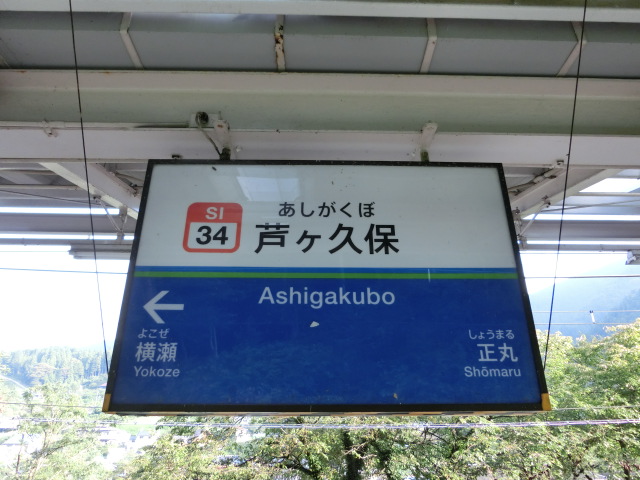 SI
34
あしがくぼ
芦ヶ久保
Ashigakubo
よこぜ
横瀬
Yokoze
しょうまる
正丸
Shōmaru